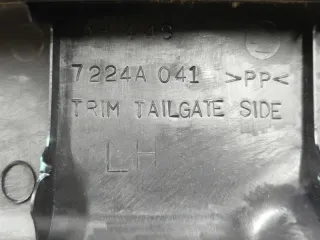 7224A 041 >PP<
TRIM TAILGATE SIDE
LH